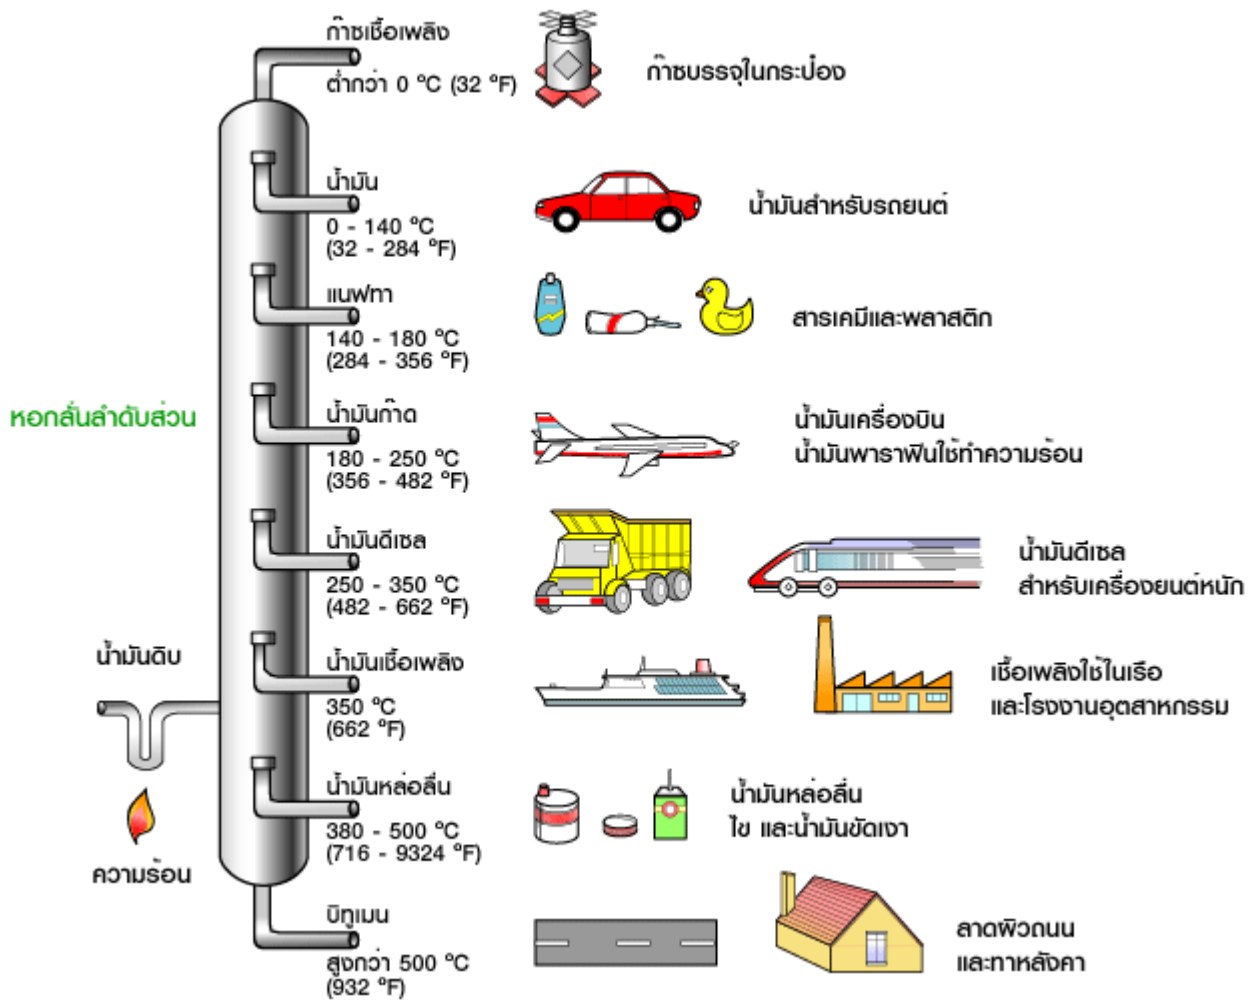 ก๊าซเชื้อเพลิง
ต่ำกว่า 0 °C (32 °F)
ก๊าซบรรจุในกระป๋อง
น้ำมัน
0 - 140 °C
(32 - 284 °F)
น้ำมันสำหรับรถยนต์
แนฟทา
140 - 180 °C
(284 - 356 °F)
สารเคมีและพลาสติก
หอกลั่นลำดับส่วน
น้ำมันก๊าด
180 - 250 °C
(356 - 482 °F)
น้ำมันเครื่องบิน
น้ำมันพาราฟินใช้ทำความร้อน
น้ำมันดีเซล
250 - 350 °C
(482 - 662 °F)
น้ำมันดีเซล
สำหรับเครื่องยนต์หนัก
น้ำมันดิบ
น้ำมันเชื้อเพลิง
350 °C
(662 °F)
เชื้อเพลิงใช้ในเรือ
และโรงงานอุตสาหกรรม
ความร้อน
น้ำมันหล่อลื่น
380 - 500 °C
(716 - 9324 °F)
น้ำมันหล่อลื่น
ไข และน้ำมันขัดเงา
บิทูเมน
สูงกว่า 500 °C
(932 °F)
ลาดผิวถนน
และทาหลังคา